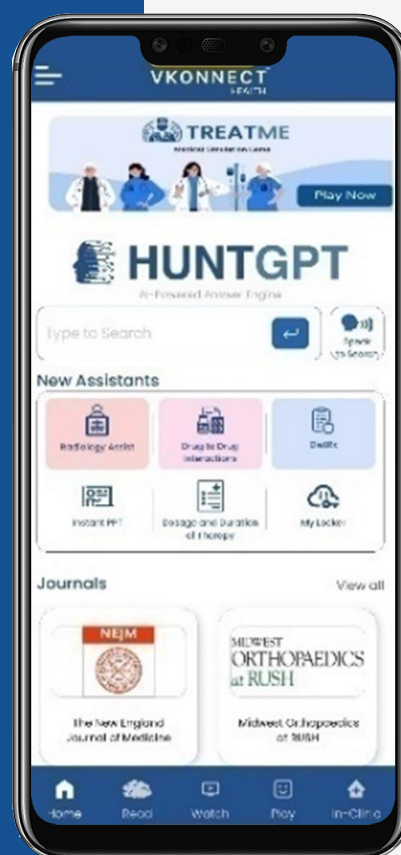 VKONNECT
HEALTH
TREATME
Medical Simulation Game
Play Now
HUNTGPT
AI-Powered Answer Engine
Type to Search
Speak
to Search
New Assistants
Radiology Assist
Drug to Drug
Interactions
Instant PPT
Dosage and Duration
of Therapy
My Locker
Journals
View all
NEJM
The New England
Journal of Medicine
MIDWEST
ORTHOPAEDICS
at RUSH
Midwest Orthopaedics
at RUSH
Home
Read
Watch
Play
In-Clinic